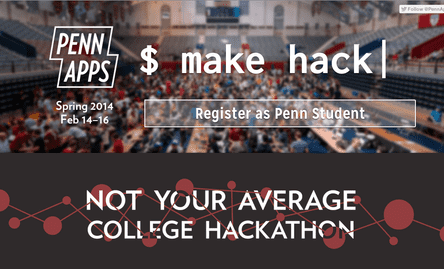 Follow @PennA
PENN
APPS
$ make hack|
Spring 2014
Feb 14–16
Register as Penn Student
NOT YOUR AVERAGE
COLLEGE HACKATHON